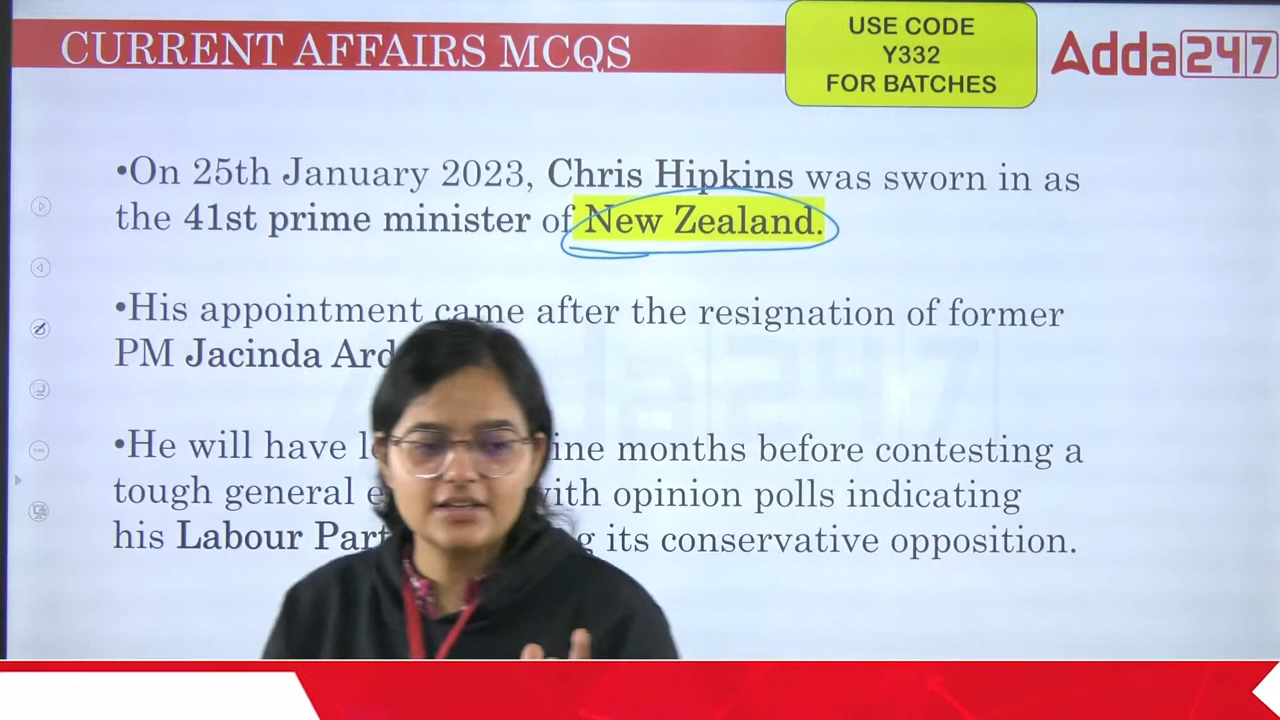 CURRENT AFFAIRS MCQS
USE CODE
Y332
FOR BATCHES
Adda247
•On 25th January 2023, Chris Hipkins was sworn in as
the 41st prime minister of New Zealand.
•His appointment came after the resignation of former
PM Jacinda Ard
•He will have l ine months before contesting a
tough general e with opinion polls indicating
his Labour Part g its conservative opposition.